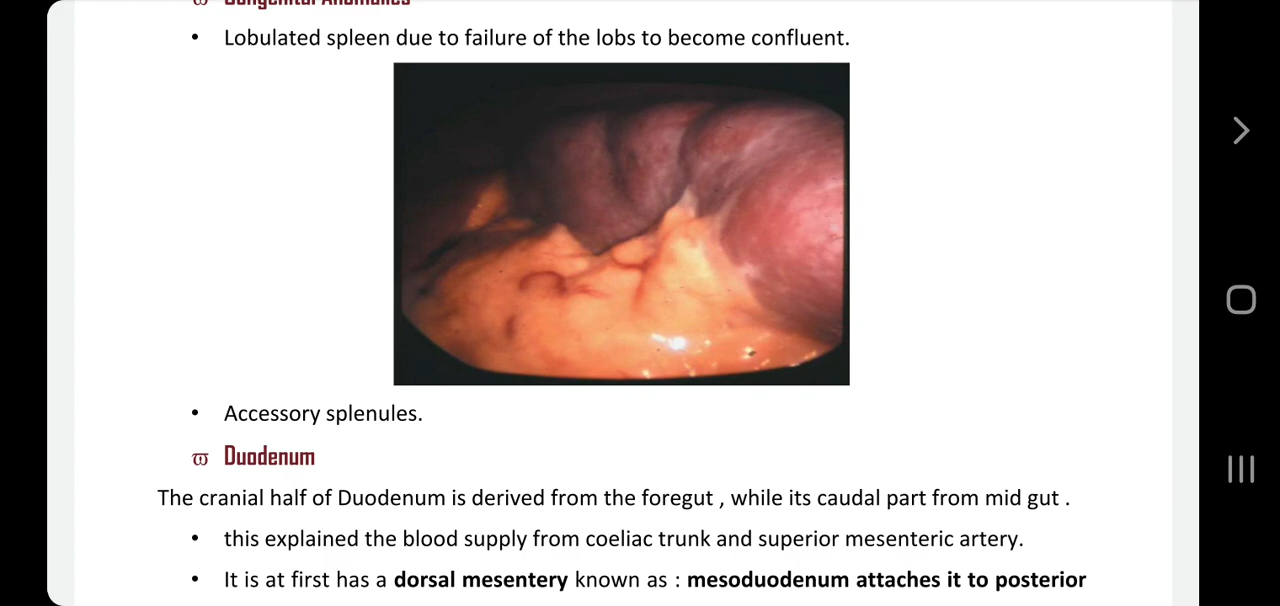 Congenital Anomalies
• Lobulated spleen due to failure of the lobs to become confluent.
• Accessory splenules.
ϖ Duodenum
The cranial half of Duodenum is derived from the foregut , while its caudal part from mid gut .
• this explained the blood supply from coeliac trunk and superior mesenteric artery.
• It is at first has a dorsal mesentery known as : mesoduodenum attaches it to posterior